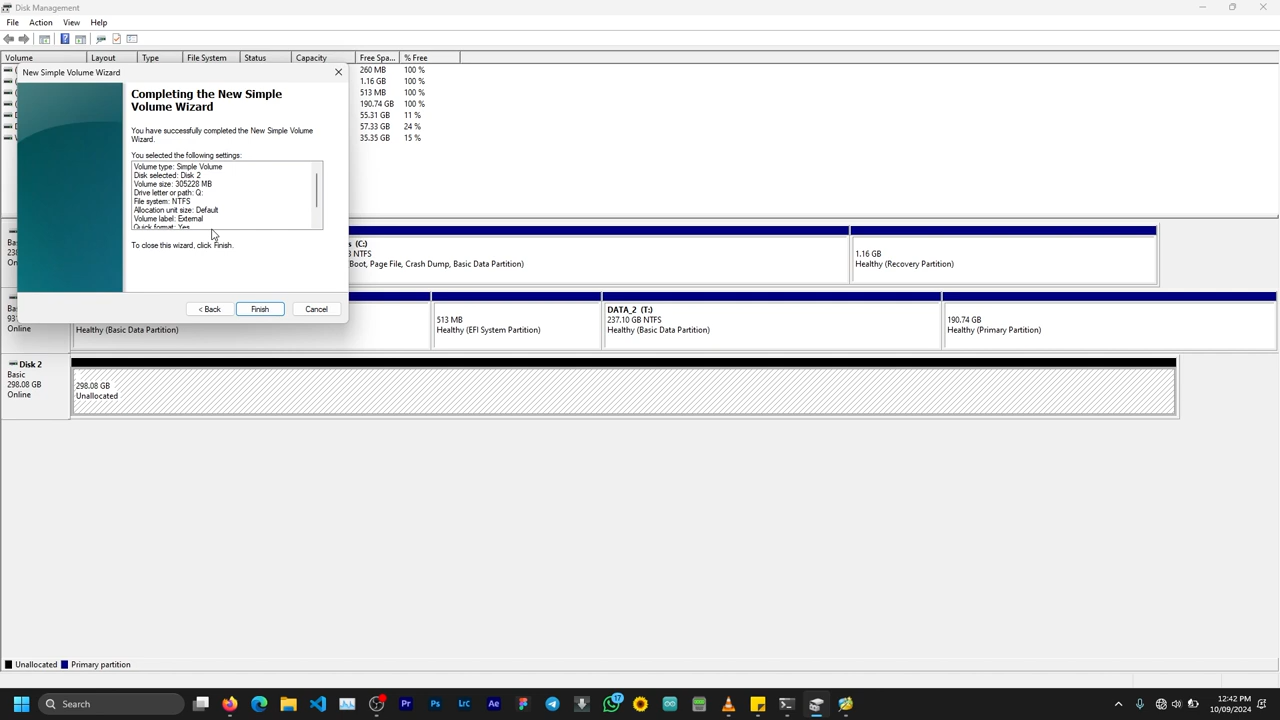 Disk Management
File Action View Help
Volume Layout Type File System Status Capacity Free Spa... % Free
260 MB 100 %
1.16 GB 100 %
513 MB 100 %
190.74 GB 100 %
55.31 GB 11 %
57.33 GB 24 %
35.35 GB 15 %
New Simple Volume Wizard
Completing the New Simple
Volume Wizard
You have successfully completed the New Simple Volume
Wizard.
You selected the following settings:
Volume type: Simple Volume
Disk selected: Disk 2
Volume size: 305228 MB
Drive letter or path: Q:
File system: NTFS
Allocation unit size: Default
Volume label: External
Quick format: Yes
To close this wizard, click Finish.
< Back Finish Cancel
(C:)
NTFS
Boot, Page File, Crash Dump, Basic Data Partition)
1.16 GB
Healthy (Recovery Partition)
Online
Healthy (Basic Data Partition)
513 MB
Healthy (EFI System Partition)
DATA_2 (T:)
237.10 GB NTFS
Healthy (Basic Data Partition)
190.74 GB
Healthy (Primary Partition)
Disk 2
Basic
298.08 GB
Online
298.08 GB
Unallocated
Unallocated Primary partition
Search
Pr
Ps
Lrc
Ae
17
12:42 PM
10/09/2024